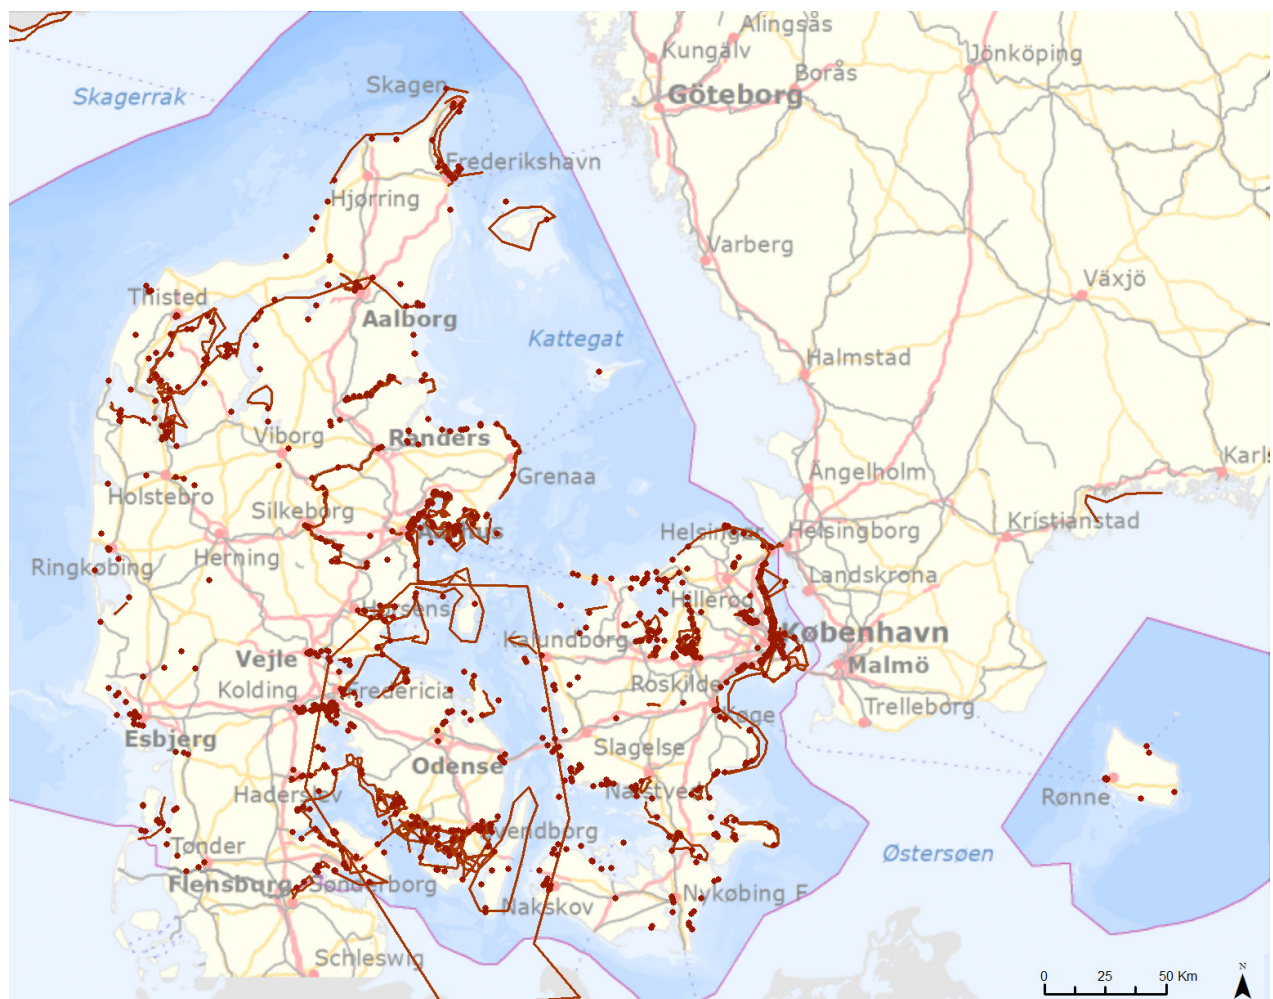 Alingsås
Kungälv
Jönköping
Borås
Skagen
Göteborg
Skagerrak
Frederikshavn
Hjørring
Varberg
Växjö
Thisted
Aalborg
Kattegat
Halmstad
Viborg
Randers
Karls
Grenaa
Ängelholm
Holstebro
Silkeborg
Kristianstad
Helsingør
Helsingborg
Aarhus
Herning
Ringkøbing
Landskrona
Hillerød
Horsens
Kalundborg
København
Vejle
Malmö
Kolding
Fredericia
Roskilde
Trelleborg
Køge
Esbjerg
Slagelse
Odense
Haderslev
Næstved
Rønne
Svendborg
Tønder
Østersøen
Flensburg
Sønderborg
Nakskov
Nykøbing F
Schleswig
N
0 25 50 Km